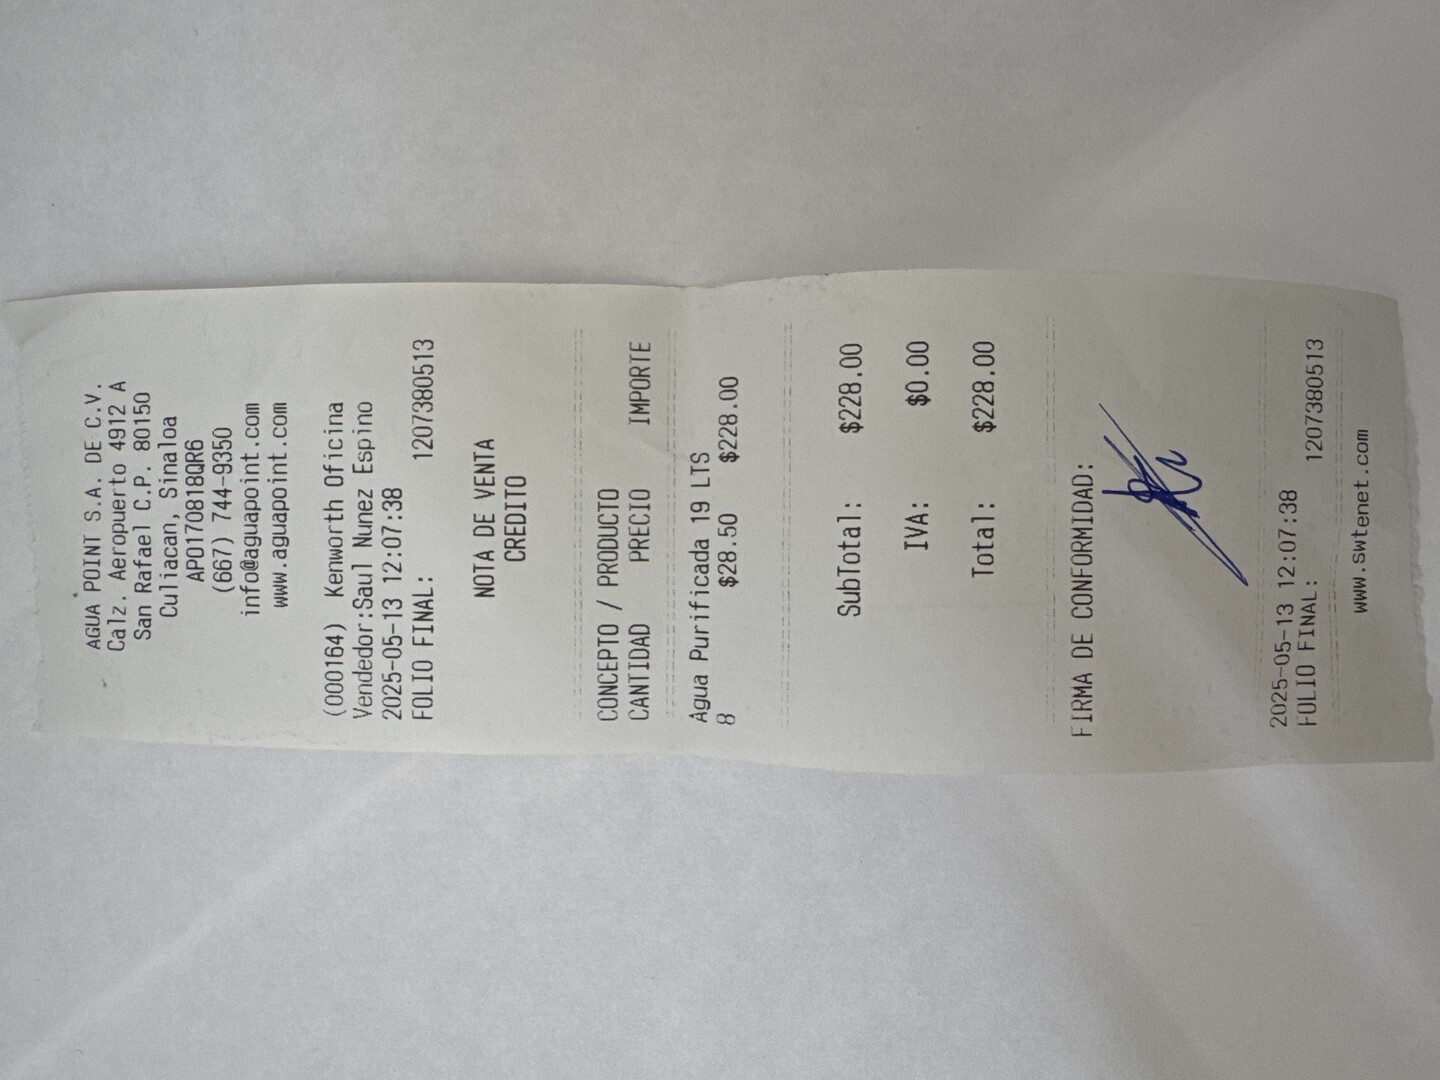 AGUA POINT S.A. DE C.V.
Calz. Aeropuerto 4912 A
San Rafael C.P. 80150
Culiacan, Sinaloa
APO170818QR6
(667) 744-9350
info@aguapoint.com
www.aguapoint.com
(000164) Kenworth Oficina
Vendedor:Saul Nunez Espino
2025-05-13 12:07:38
FOLIO FINAL: 1207380513
NOTA DE VENTA
CREDITO
CONCEPTO / PRODUCTO
CANTIDAD PRECIO IMPORTE
Agua Purificada 19 LTS
8 $28.50 $228.00
SubTotal: $228.00
IVA: $0.00
Total: $228.00
FIRMA DE CONFORMIDAD:
2025-05-13 12:07:38
FOLIO FINAL: 1207380513
www.swtenet.com